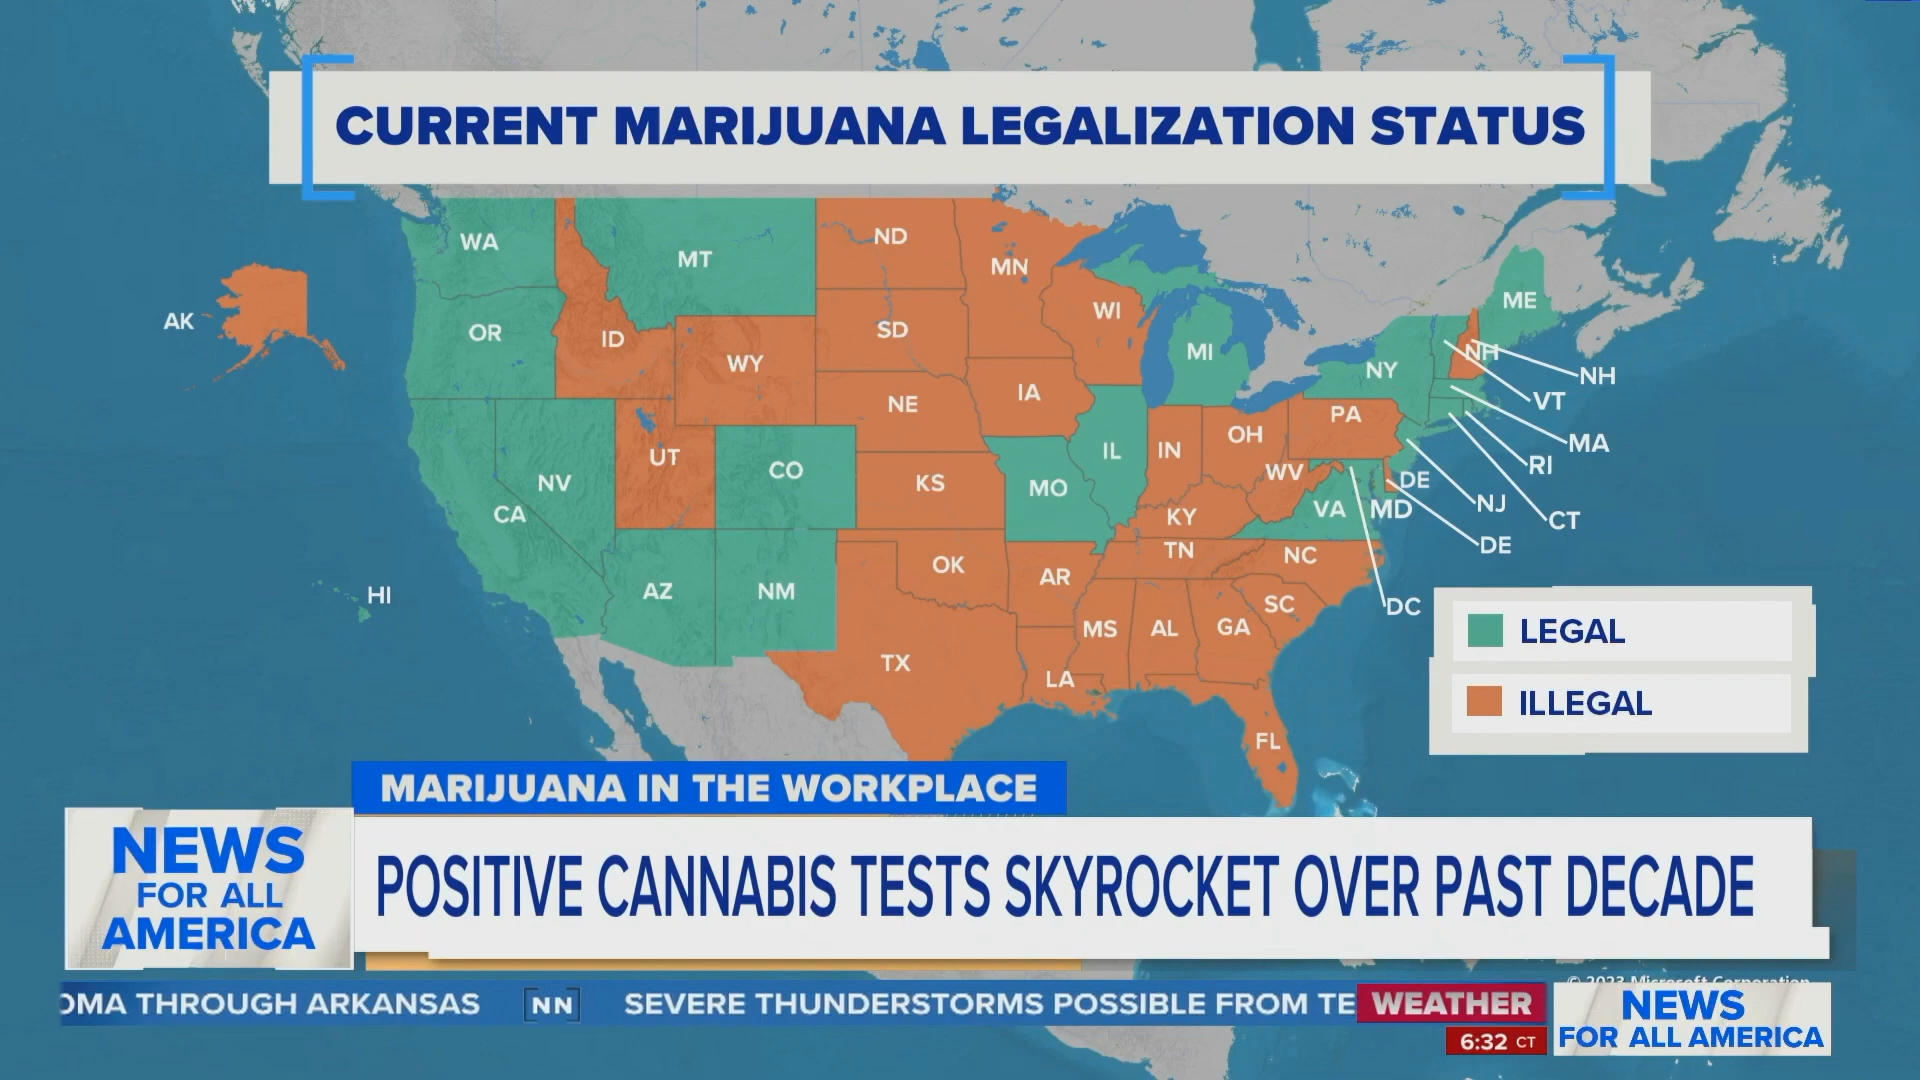 CURRENT MARIJUANA LEGALIZATION STATUS
WA
MT
ND
MN
ME
AK
OR
ID
SD
WI
MI
NH
WY
NY
NH
VT
NE
IA
PA
MA
UT
CO
IL
IN
OH
WV
RI
NV
KS
MO
DE
NJ
CA
KY
VA
MD
CT
TN
DE
OK
NC
AZ
NM
AR
HI
SC
DC
MS
AL
GA
TX
LA
FL
LEGAL
ILLEGAL
MARIJUANA IN THE WORKPLACE
NEWS
FOR ALL
AMERICA
POSITIVE CANNABIS TESTS SKYROCKET OVER PAST DECADE
© 2023 Microsoft Corporation
OMA THROUGH ARKANSAS [NN] SEVERE THUNDERSTORMS POSSIBLE FROM TE
WEATHER
6:32 CT
NEWS
FOR ALL AMERICA